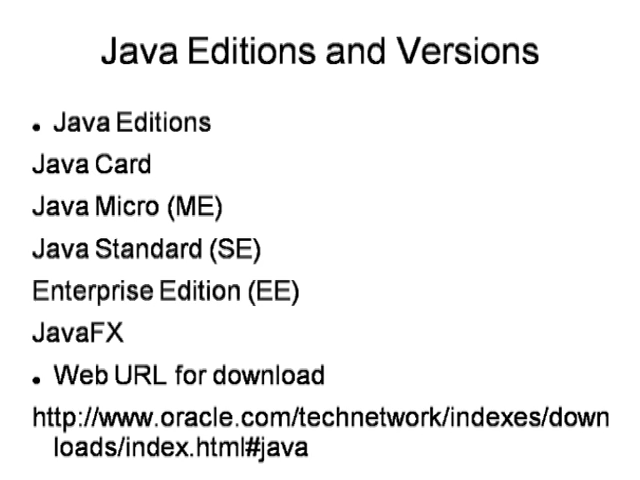 Java Editions and Versions
• Java Editions
Java Card
Java Micro (ME)
Java Standard (SE)
Enterprise Edition (EE)
JavaFX
• Web URL for download
http://www.oracle.com/technetwork/indexes/down
loads/index.html#java